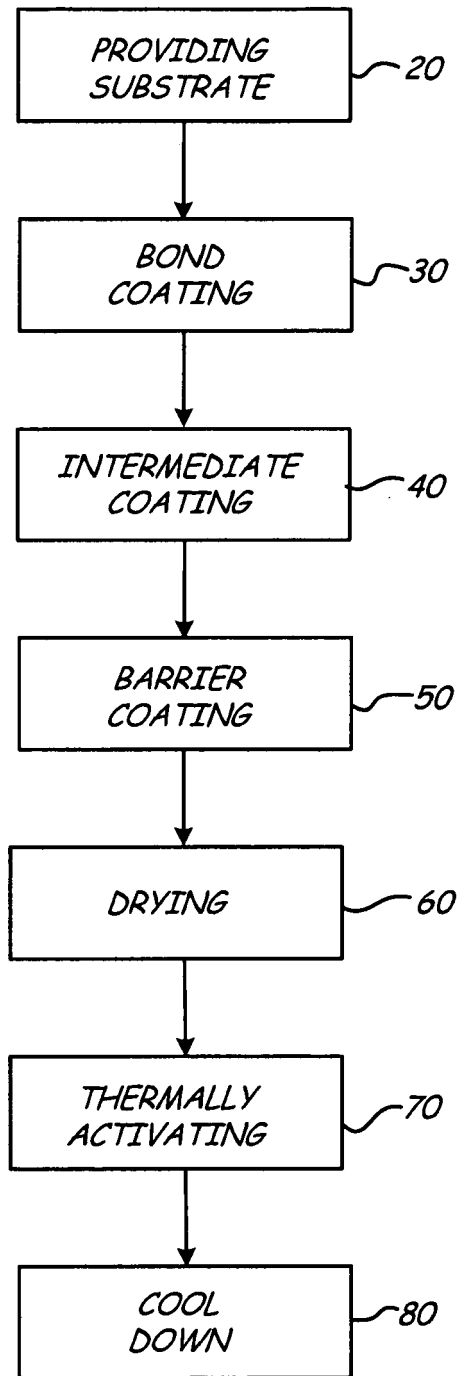 PROVIDING
SUBSTRATE
20
BOND
COATING
30
INTERMEDIATE
COATING
40
BARRIER
COATING
50
DRYING
60
THERMALLY
ACTIVATING
70
COOL
DOWN
80